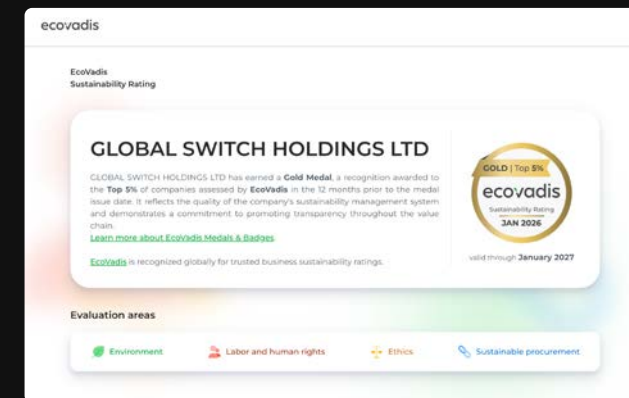 ecovadis
EcoVadis
Sustainability Rating
GLOBAL SWITCH HOLDINGS LTD
GLOBAL SWITCH HOLDINGS LTD has earned a Gold Medal, a recognition awarded to
the Top 5% of companies assessed by EcoVadis in the 12 months prior to the medal
issue date. It reflects the quality of the company's sustainability management system
and demonstrates a commitment to promoting transparency throughout the value
chain.
Learn more about EcoVadis Medals & Badges
EcoVadis is recognized globally for trusted business sustainability ratings.
GOLD | Top 5%
ecovadis
Sustainability Rating
JAN 2026
valid through January 2027
Evaluation areas
Environment
Labor and human rights
Ethics
Sustainable procurement